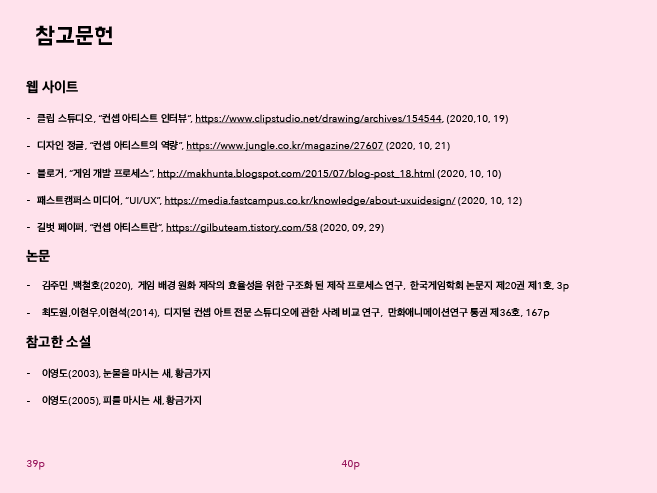 참고문헌
웹 사이트
- 클립 스튜디오, “컨셉 아티스트 인터뷰”, https://www.clipstudio.net/drawing/archives/154544, (2020,10, 19)
- 디자인 정글, “컨셉 아티스트의 역량”, https://www.jungle.co.kr/magazine/27607 (2020, 10, 21)
- 블로거, “게임 개발 프로세스”, http://makhunta.blogspot.com/2015/07/blog-post_18.html (2020, 10, 10)
- 패스트캠퍼스 미디어, “UI/UX”, https://media.fastcampus.co.kr/knowledge/about-uxuidesign/ (2020, 10, 12)
- 길벗 페이퍼, “컨셉 아티스트란”, https://gilbuteam.tistory.com/58 (2020, 09, 29)
논문
- 김주민 ,백철호(2020), 게임 배경 원화 제작의 효율성을 위한 구조화 된 제작 프로세스 연구, 한국게임학회 논문지 제20권 제1호, 3p
- 최도원,이현우,이현석(2014), 디지털 컨셉 아트 전문 스튜디오에 관한 사례 비교 연구, 만화애니메이션연구 통권 제36호, 167p
참고한 소설
- 이영도(2003), 눈물을 마시는 새, 황금가지
- 이영도(2005), 피를 마시는 새, 황금가지
39p 40p